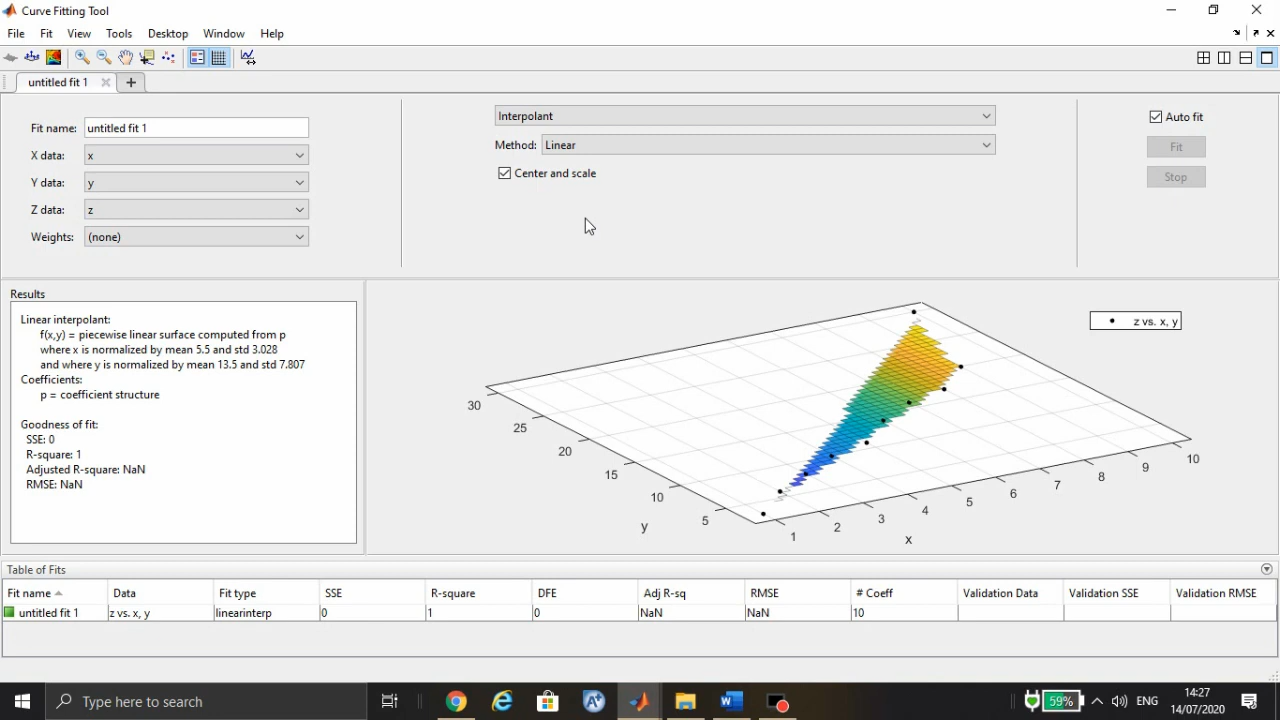 Curve Fitting Tool
File Fit View Tools Desktop Window Help
untitled fit 1
Fit name: untitled fit 1
X data: x
Y data: y
Z data: z
Weights: (none)
Interpolant
Method: Linear
Center and scale
Auto fit
Fit
Stop
Results
Linear interpolant:
f(x,y) = piecewise linear surface computed from p
where x is normalized by mean 5.5 and std 3.028
and where y is normalized by mean 13.5 and std 7.807
Coefficients:
p = coefficient structure
Goodness of fit:
SSE: 0
R-square: 1
Adjusted R-square: NaN
RMSE: NaN
z vs. x, y
30
25
20
15
10
5
y
1
2
3
4
5
6
7
8
9
10
x
Table of Fits
Fit name Data Fit type SSE R-square DFE Adj R-sq RMSE # Coeff Validation Data Validation SSE Validation RMSE
untitled fit 1 z vs. x, y linearinterp 0 1 0 NaN NaN 10
Type here to search
59%
ENG
14:27
14/07/2020